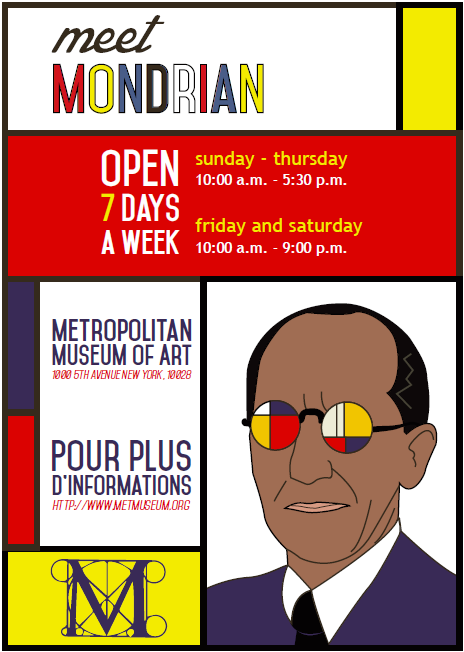 meet
MONDRIAN
OPEN
7 DAYS
A WEEK
sunday - thursday
10:00 a.m. - 5:30 p.m.
friday and saturday
10:00 a.m. - 9:00 p.m.
METROPOLITAN
MUSEUM OF ART
1000 5TH AVENUE NEW YORK, 10028
POUR PLUS
D'INFORMATIONS
HTTP://WWW.METMUSEUM.ORG
M